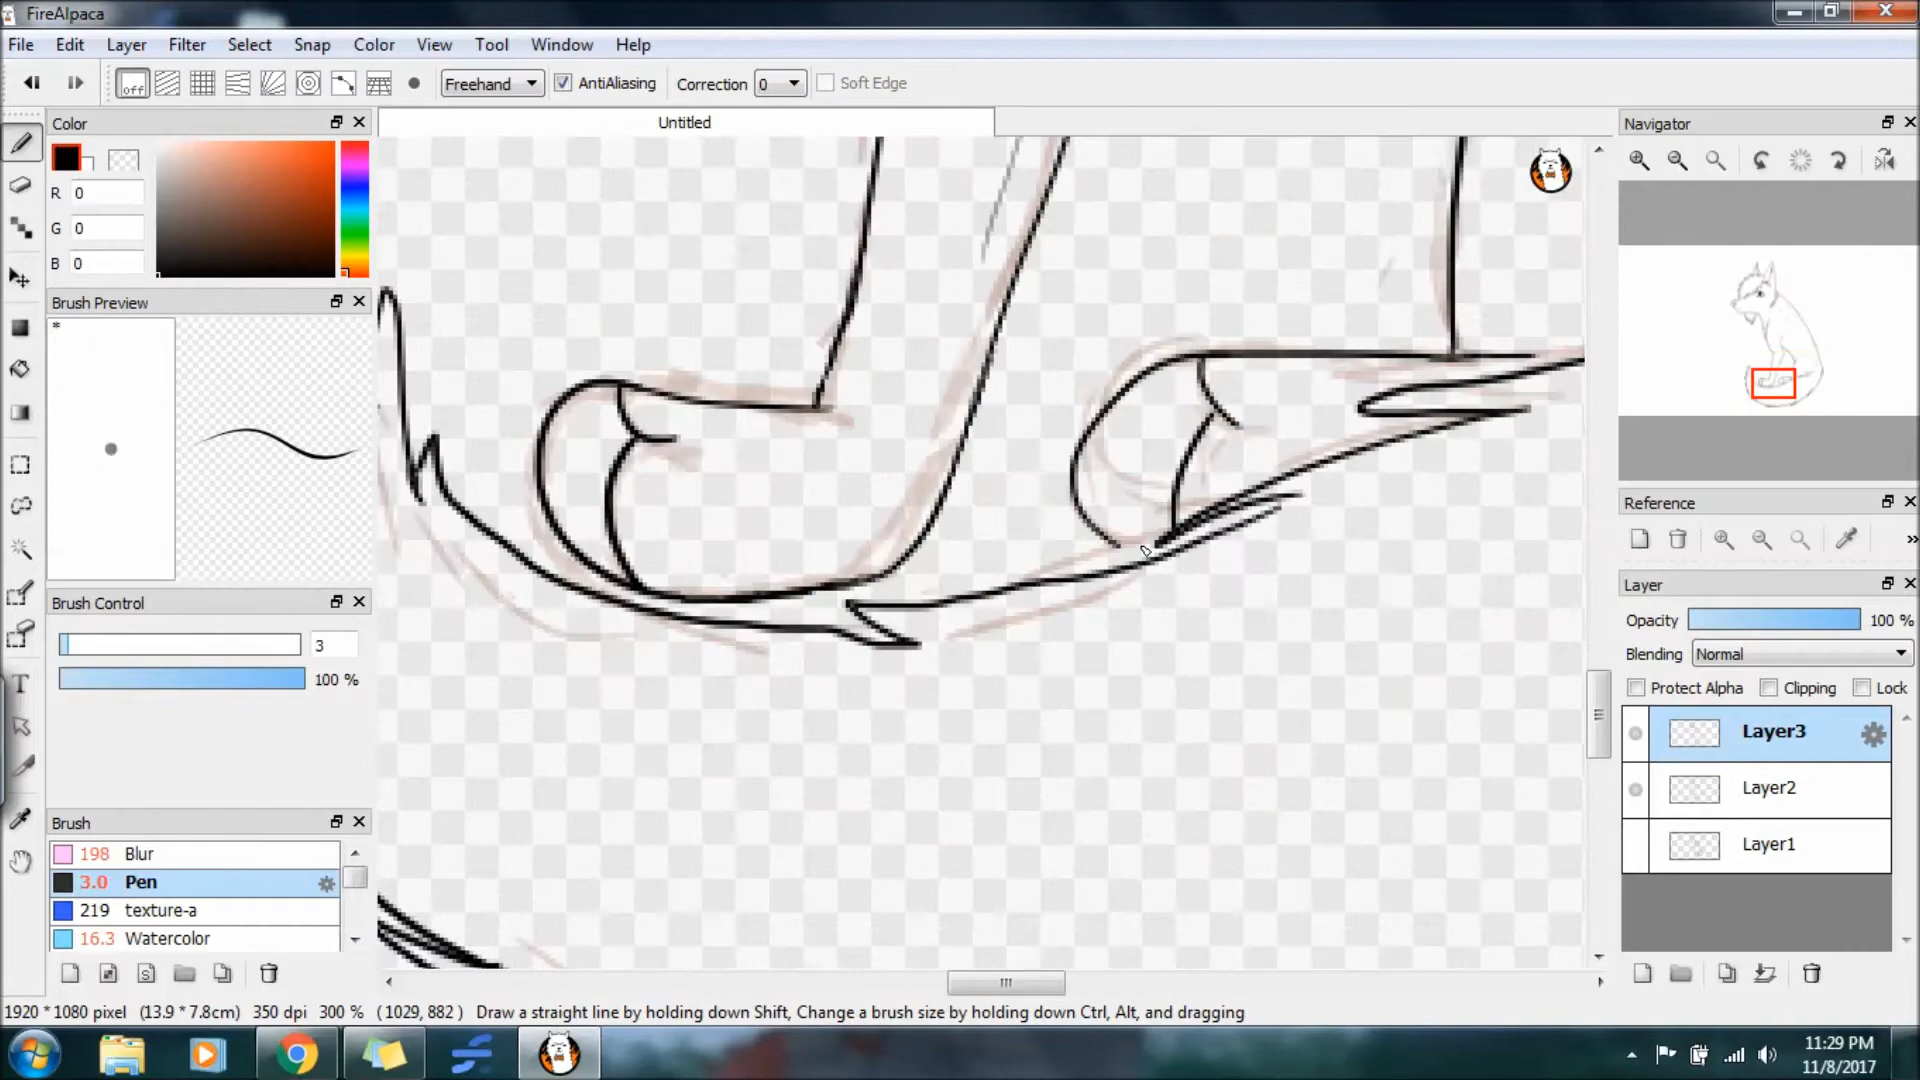 FireAlpaca
File Edit Layer Filter Select Snap Color View Tool Window Help
off Freehand AntiAliasing Correction 0 Soft Edge
Color
R 0
G 0
B 0
Brush Preview
*
Brush Control
3
100 %
T
Brush
198 Blur
3.0 Pen
219 texture-a
16.3 Watercolor
S
Untitled
Navigator
Reference
»
Layer
Opacity 100 %
Blending Normal
Protect Alpha Clipping Lock
Layer3
Layer2
Layer1
1920 * 1080 pixel (13.9 * 7.8cm) 350 dpi 300 % ( 1029, 882 ) Draw a straight line by holding down Shift, Change a brush size by holding down Ctrl, Alt, and dragging
11:29 PM
11/8/2017